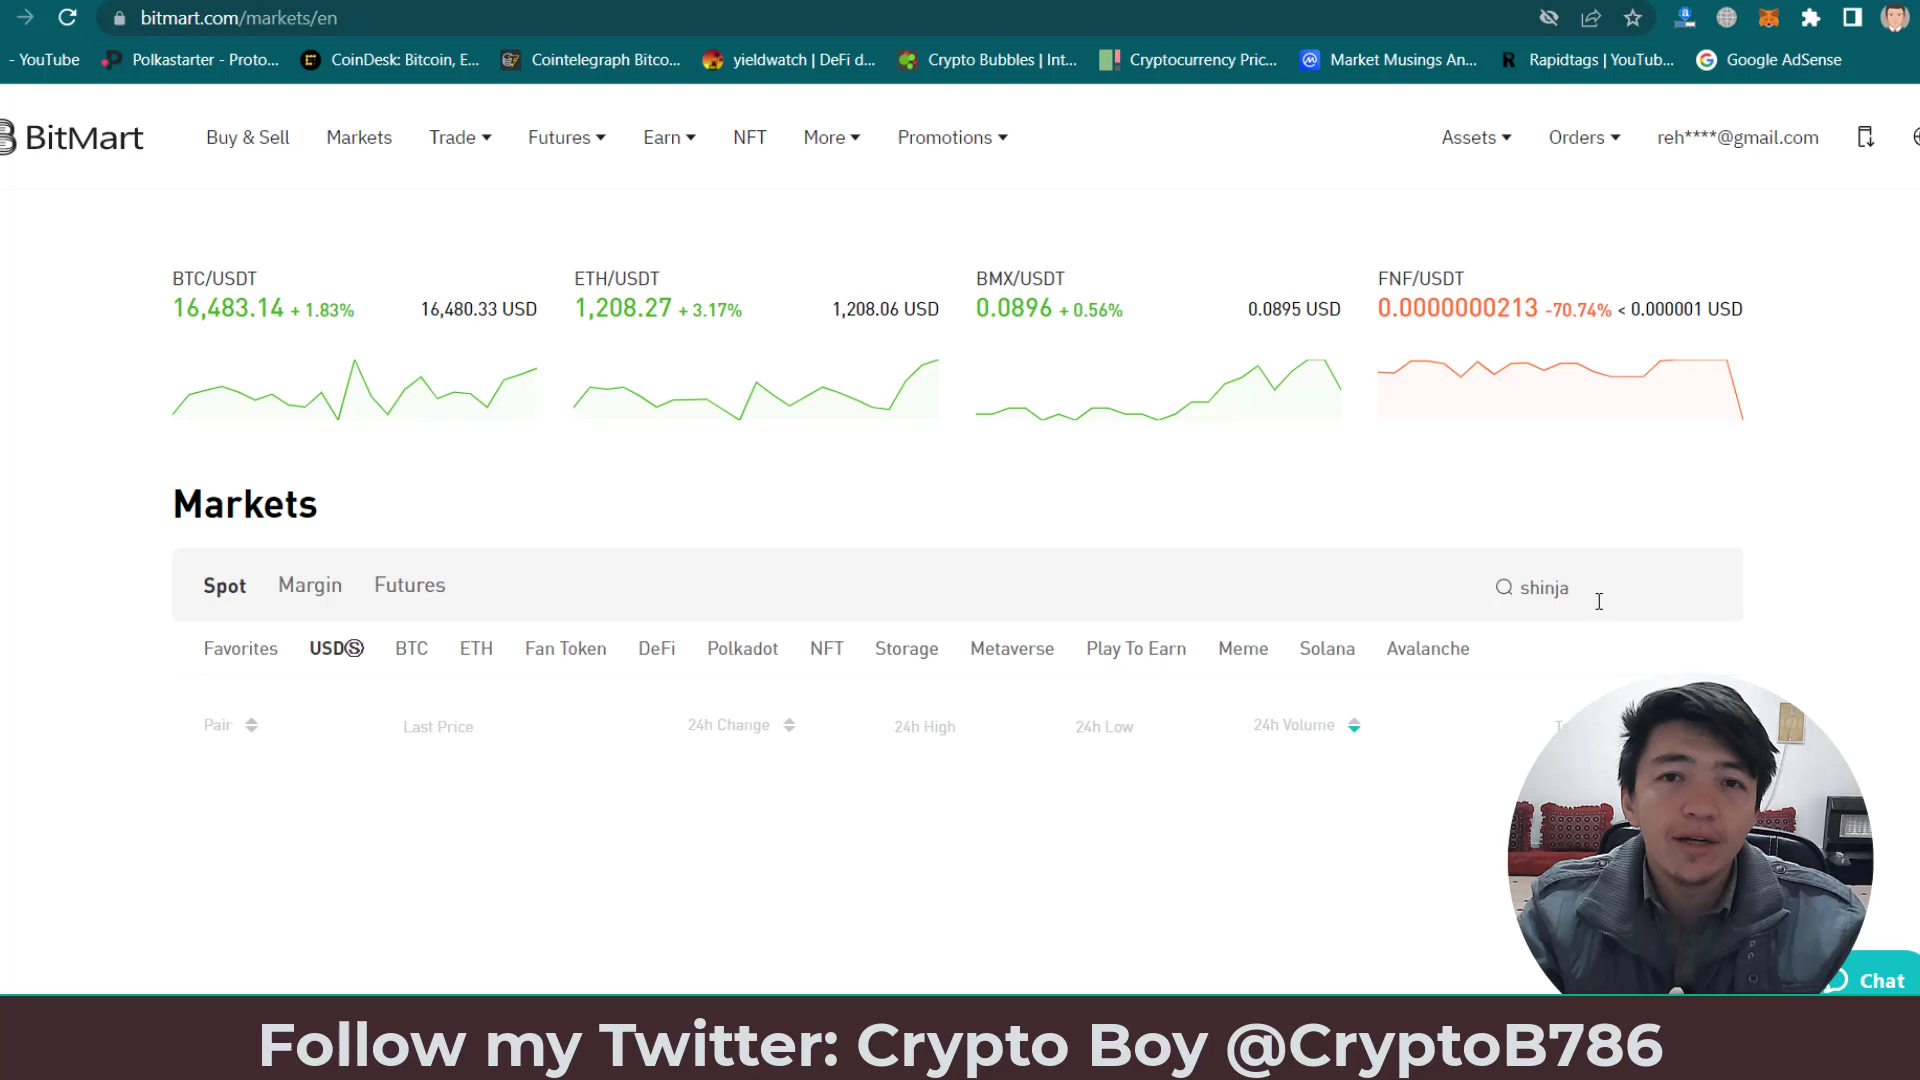 bitmart.com/markets/en
- YouTube
Polkastarter - Proto...
CoinDesk: Bitcoin, E...
Cointelegraph Bitco...
yieldwatch | DeFi d...
Crypto Bubbles | Int...
Cryptocurrency Pric...
Market Musings An...
Rapidtags | YouTub...
Google AdSense
BitMart
Buy & Sell
Markets
Trade
Futures
Earn
NFT
More
Promotions
Assets
Orders
reh****@gmail.com
BTC/USDT
16,483.14 + 1.83% 16,480.33 USD
ETH/USDT
1,208.27 + 3.17% 1,208.06 USD
BMX/USDT
0.0896 + 0.56% 0.0895 USD
FNF/USDT
0.0000000213 -70.74% < 0.000001 USD
Markets
Spot Margin Futures
shinja
Favorites USDⓈ BTC ETH Fan Token DeFi Polkadot NFT Storage Metaverse Play To Earn Meme Solana Avalanche
Pair Last Price 24h Change 24h High 24h Low 24h Volume
Chat
Follow my Twitter: Crypto Boy @CryptoB786